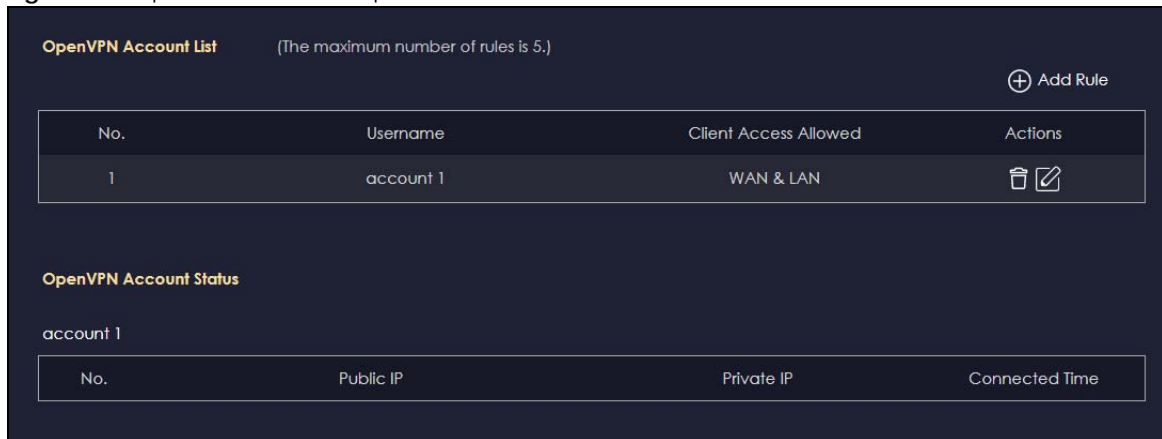 OpenVPN Account List (The maximum number of rules is 5.)
Add Rule
No. Username Client Access Allowed Actions
1 account 1 WAN & LAN
OpenVPN Account Status
account 1
No. Public IP Private IP Connected Time